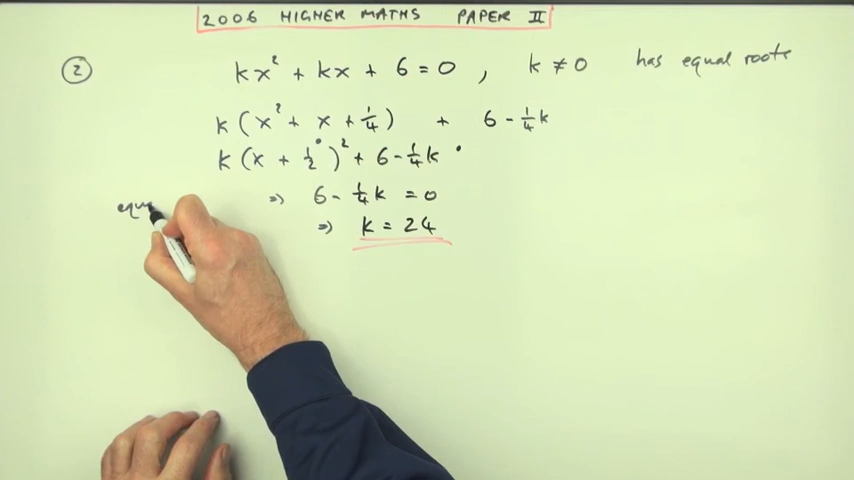 2006 HIGHER MATHS PAPER II
② kx² + kx + 6 = 0 , k ≠ 0 has equal roots
k (x² + x + ¼) + 6 - ¼k
k (x + ½)² + 6 - ¼k
⇒ 6 - ¼k = 0
equ
⇒ k = 24